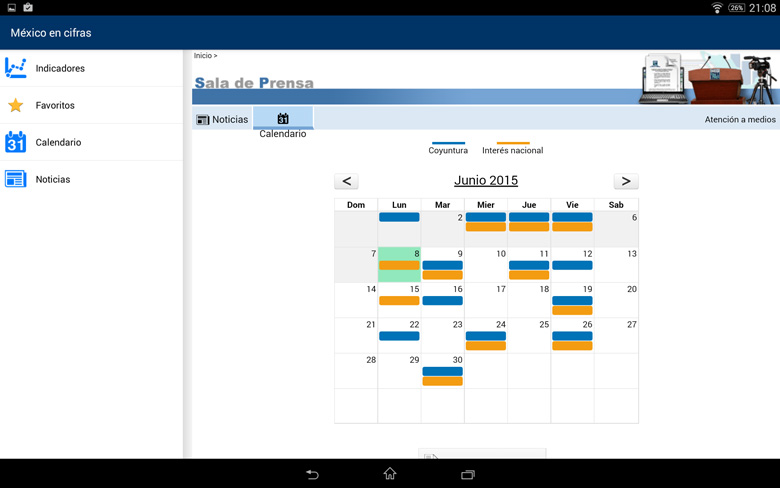 26% 21:08
México en cifras
Indicadores
Favoritos
31 Calendario
Noticias
Inicio >
Sala de Prensa
Noticias
31
Calendario
Atención a medios
Coyuntura Interés nacional
< Junio 2015 >
Dom Lun Mar Mier Jue Vie Sab
2 6
7 8 9 10 11 12 13
14 15 16 17 18 19 20
21 22 23 24 25 26 27
28 29 30